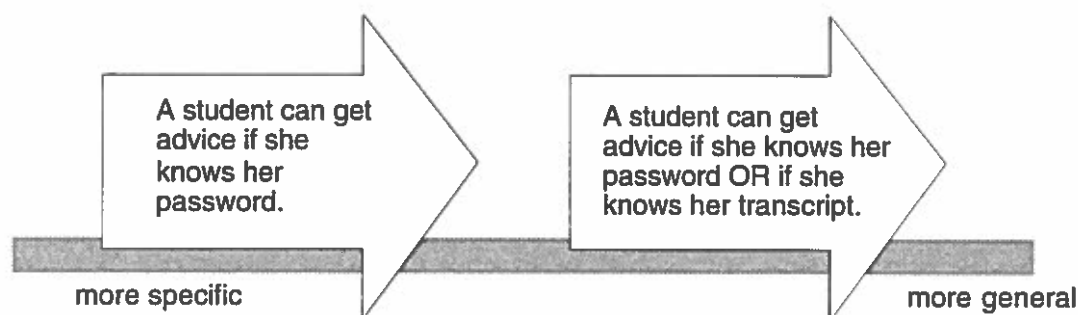 A student can get
advice if she
knows her
password.
A student can get
advice if she knows her
password OR if she
knows her transcript.
more specific
more general